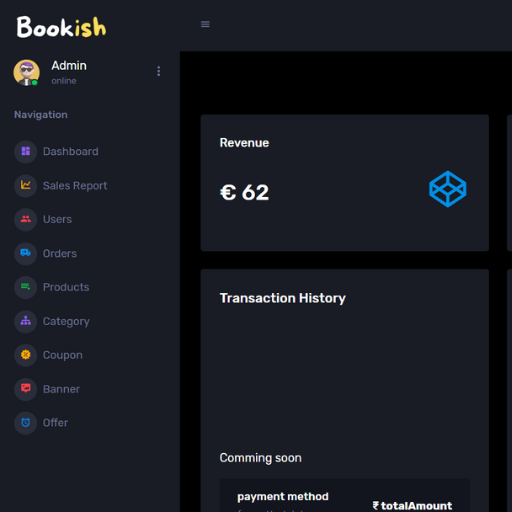 Bookish
Admin
online
Navigation
Dashboard
Sales Report
Users
Orders
Products
Category
Coupon
Banner
Offer
Revenue
€ 62
Transaction History
Comming soon
payment method
₹ totalAmount